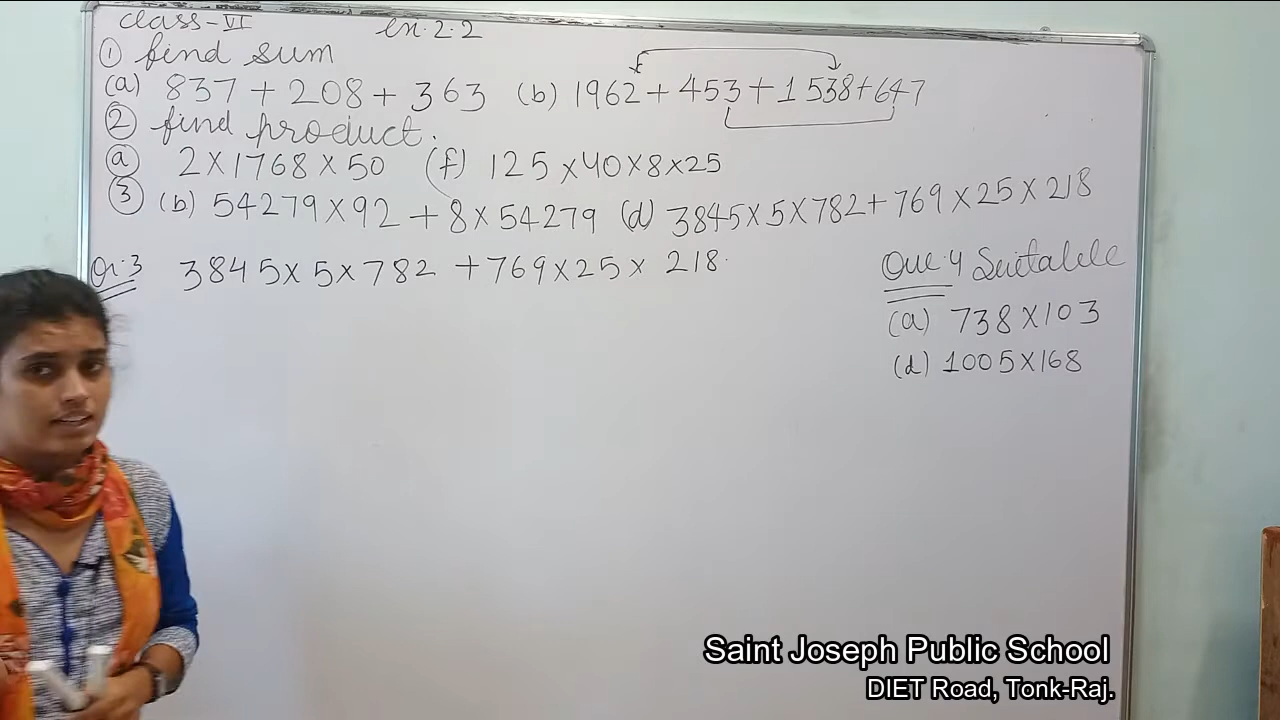 class-VI en.2.2
① find sum
(a) 837 + 208 + 363 (b) 1962 + 453 + 1538 + 647
② find product.
ⓐ 2×1768×50 (f) 125×40×8×25
③ (b) 54279×92 + 8×54279 (d) 3845×5×782 + 769×25×218
Qn.3 3845×5×782 + 769×25×218.
Que.4 Suitable
(a) 738×103
(d) 1005×168
Saint Joseph Public School
DIET Road, Tonk-Raj.